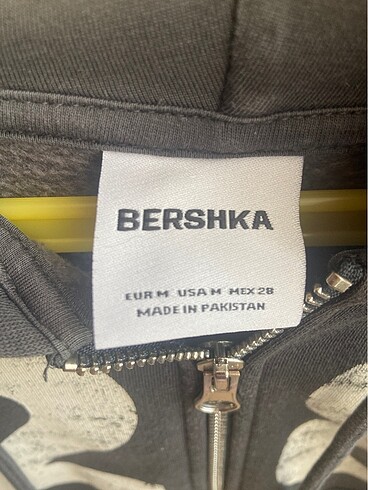 BERSHKA
EUR M USA M MEX 28
MADE IN PAKISTAN